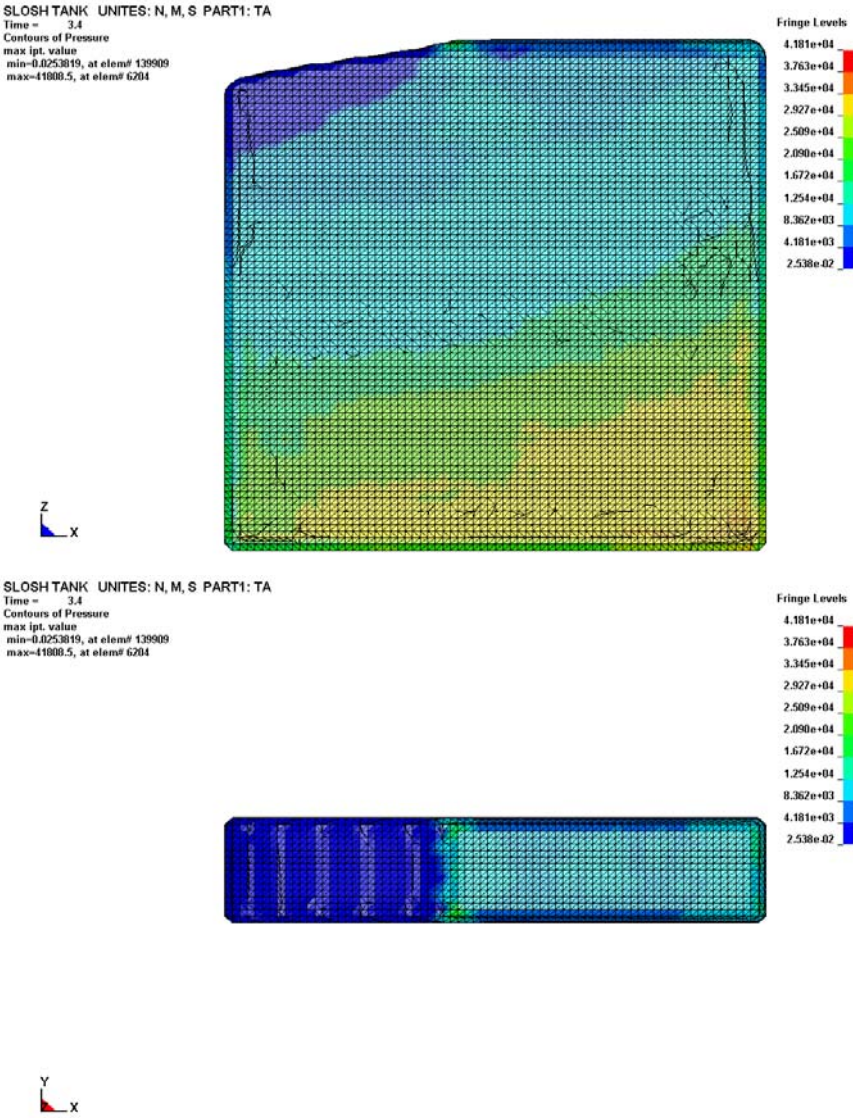 SLOSH TANK UNITES: N, M, S PART1: TA
Time = 3.4
Contours of Pressure
max ipt. value
min=0.0253819, at elem# 139909
max=41808.5, at elem# 6204
Fringe Levels
4.181e+04
3.763e+04
3.345e+04
2.927e+04
2.509e+04
2.090e+04
1.672e+04
1.254e+04
8.362e+03
4.181e+03
2.538e-02
Z
X
SLOSH TANK UNITES: N, M, S PART1: TA
Time = 3.4
Contours of Pressure
max ipt. value
min=0.0253819, at elem# 139909
max=41808.5, at elem# 6204
Fringe Levels
4.181e+04
3.763e+04
3.345e+04
2.927e+04
2.509e+04
2.090e+04
1.672e+04
1.254e+04
8.362e+03
4.181e+03
2.538e-02
Y
X